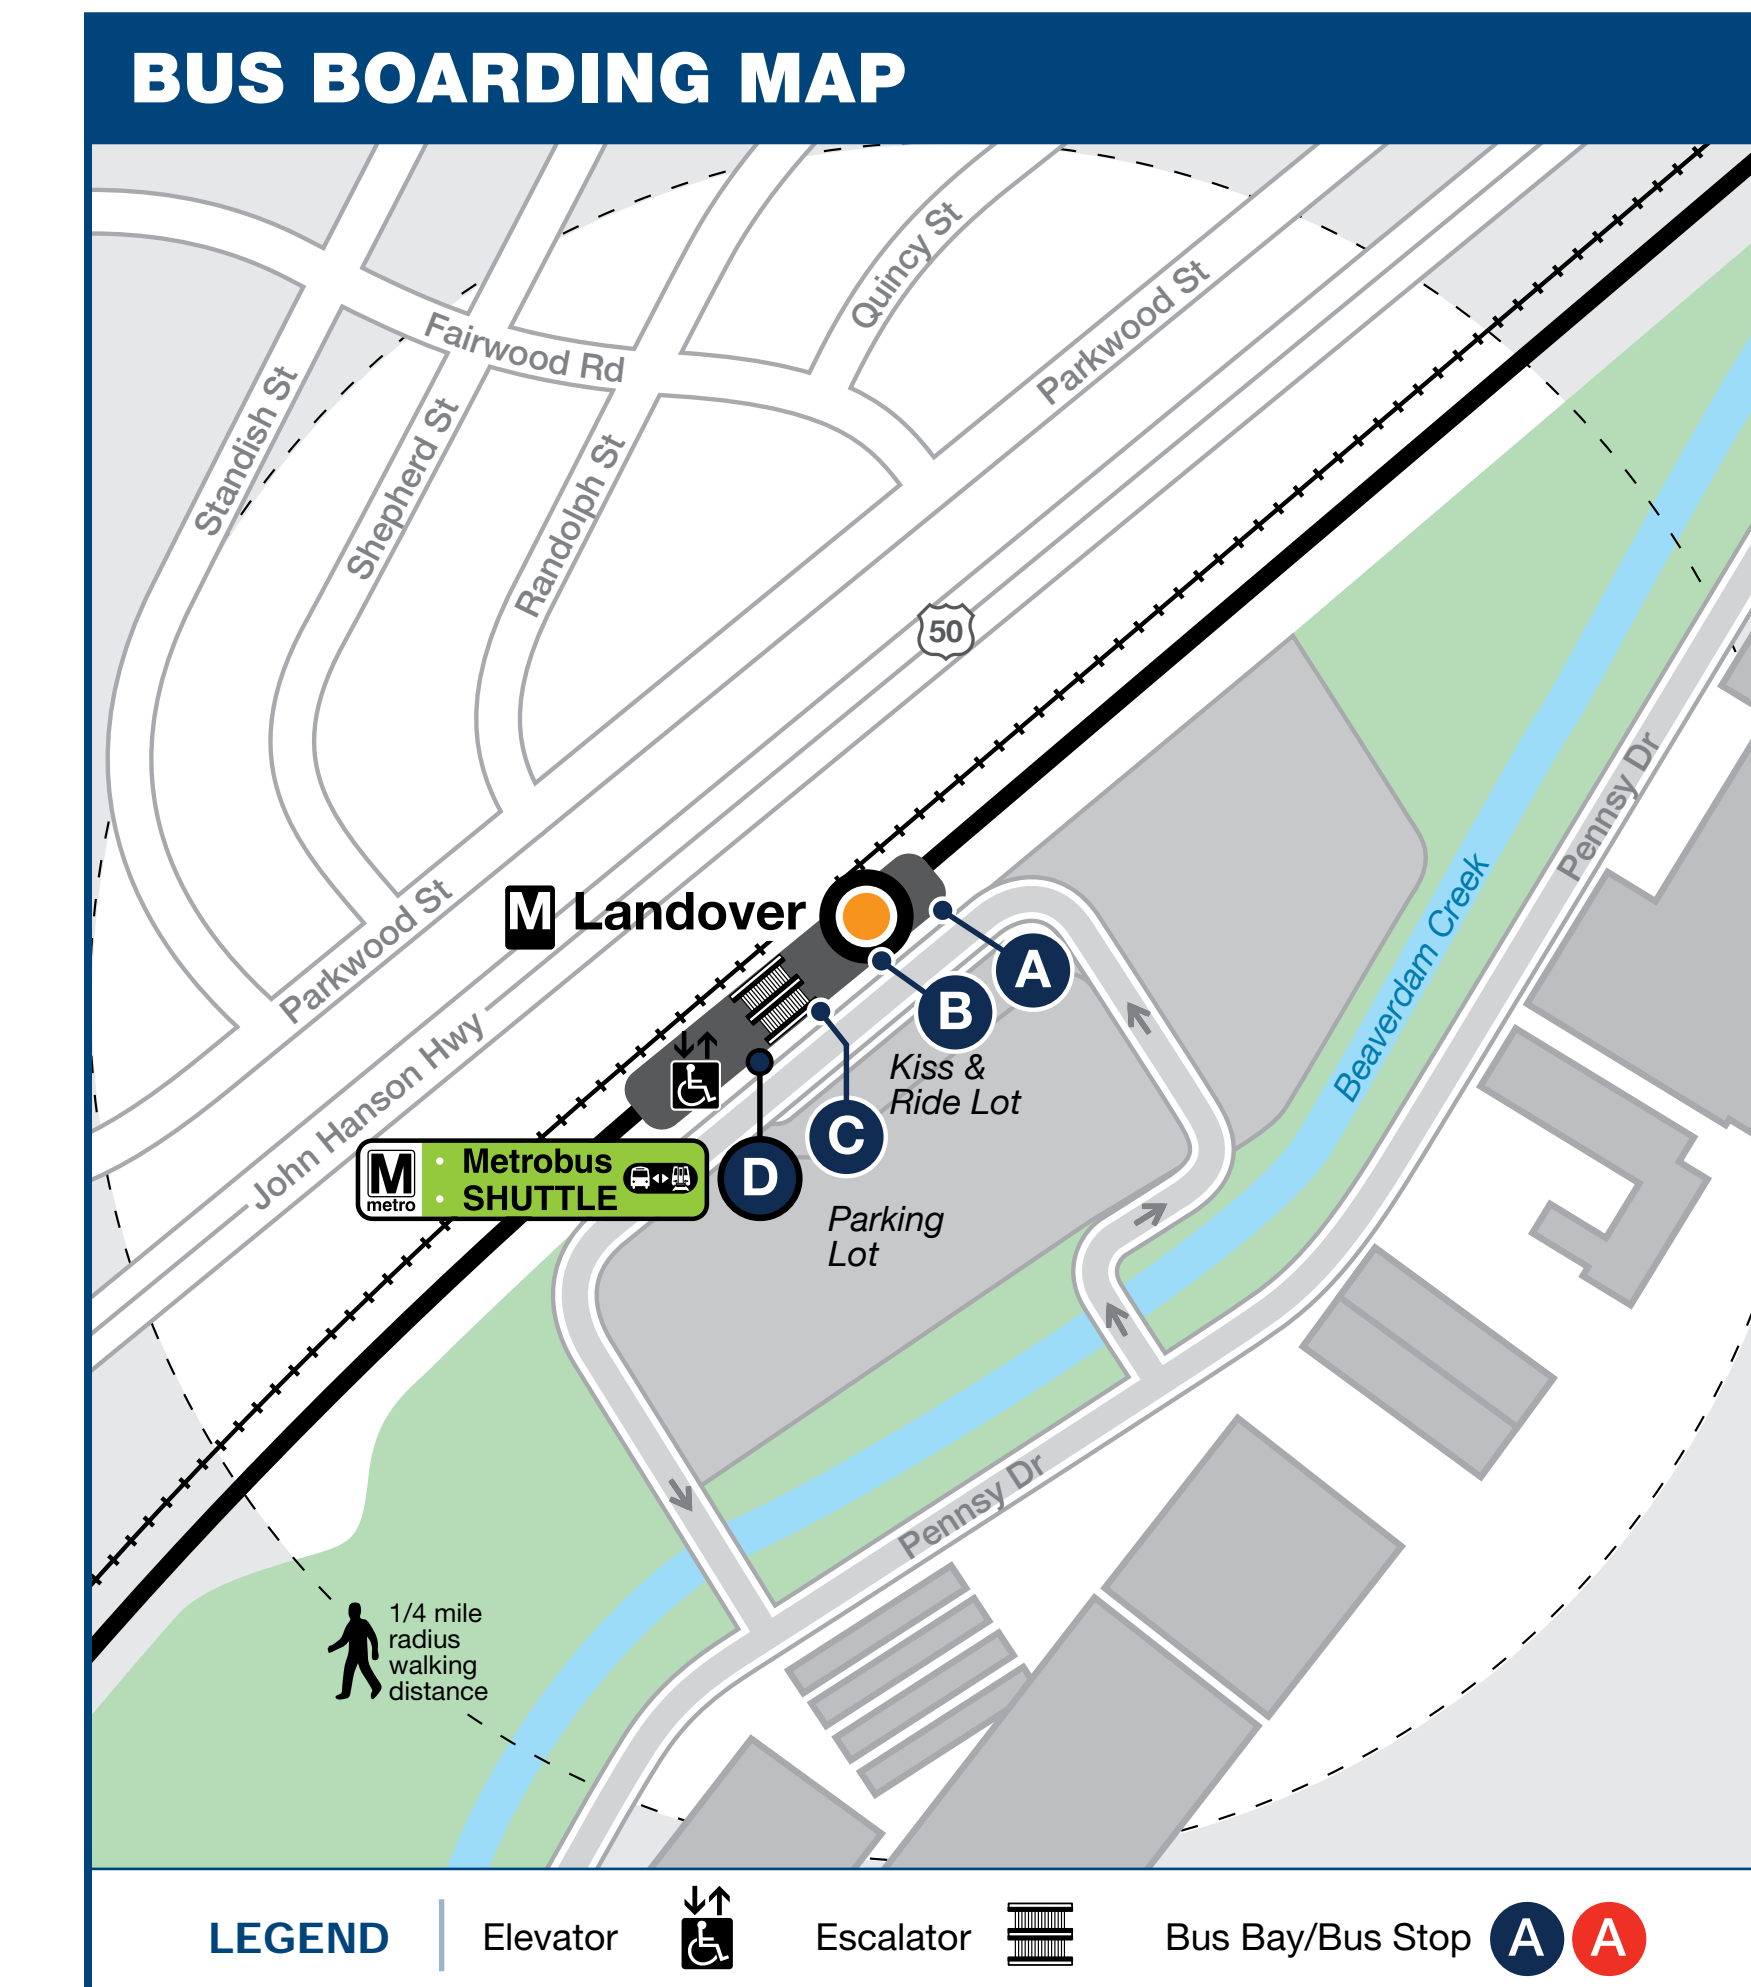 BUS BOARDING MAP
Quincy St
Parkwood St
Fairwood Rd
Standish St
Shepherd St
Randolph St
50
Pennsy Dr
Beaverdam Creek
M Landover
A
B
Parkwood St
John Hanson Hwy
Kiss &
Ride Lot
C
D
M
metro
· Metrobus
· SHUTTLE
Parking
Lot
Pennsy Dr
1/4 mile
radius
walking
distance
LEGEND
Elevator
Escalator
Bus Bay/Bus Stop A A